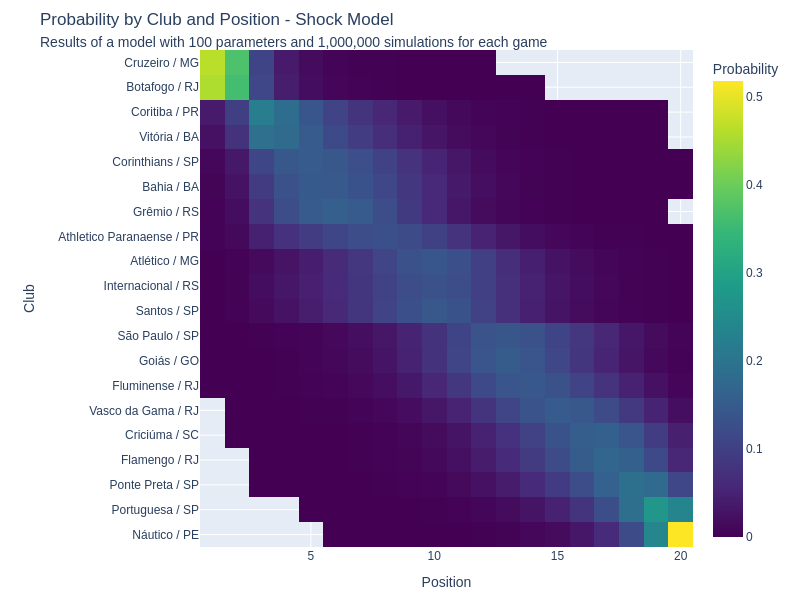 Probability by Club and Position - Shock Model
Results of a model with 100 parameters and 1,000,000 simulations for each game
Probability
Cruzeiro / MG
Botafogo / RJ
Coritiba / PR
Vitória / BA
Corinthians / SP
Bahia / BA
Grêmio / RS
Athletico Paranaense / PR
Atlético / MG
Internacional / RS
Santos / SP
São Paulo / SP
Goiás / GO
Fluminense / RJ
Vasco da Gama / RJ
Criciúma / SC
Flamengo / RJ
Ponte Preta / SP
Portuguesa / SP
Náutico / PE
Club
5
10
15
20
Position
0.5
0.4
0.3
0.2
0.1
0